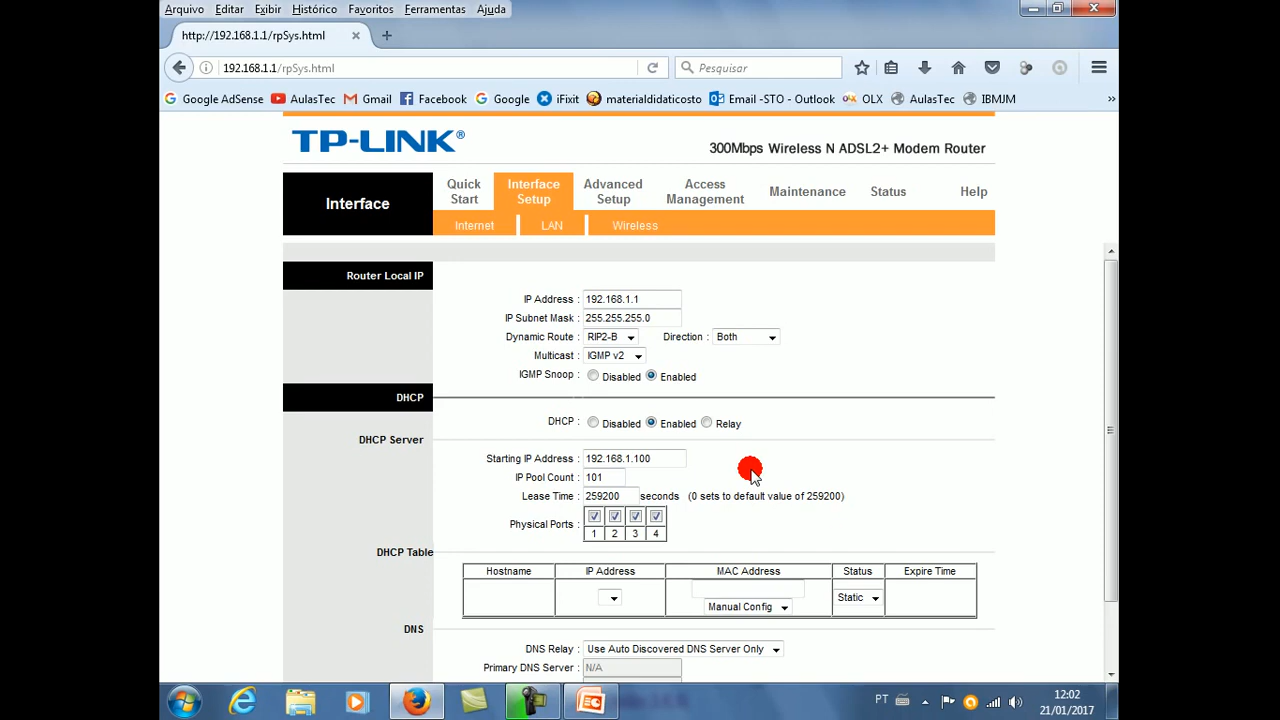 Arquivo Editar Exibir Histórico Favoritos Ferramentas Ajuda
http://192.168.1.1/rpSys.html
192.168.1.1/rpSys.html Pesquisar
Google AdSense AulasTec Gmail Facebook Google iFixit materialdidaticosto Email -STO - Outlook OLX AulasTec IBMJM »
TP-LINK®
300Mbps Wireless N ADSL2+ Modem Router
Interface
Quick Start Interface Setup Advanced Setup Access Management Maintenance Status Help
Internet LAN Wireless
Router Local IP
IP Address : 192.168.1.1
IP Subnet Mask : 255.255.255.0
Dynamic Route : RIP2-B Direction : Both
Multicast : IGMP v2
IGMP Snoop : Disabled Enabled
DHCP
DHCP : Disabled Enabled Relay
DHCP Server
Starting IP Address : 192.168.1.100
IP Pool Count : 101
Lease Time : 259200 seconds (0 sets to default value of 259200)
Physical Ports : 1 2 3 4
DHCP Table
Hostname IP Address MAC Address Status Expire Time
Manual Config Static
DNS
DNS Relay : Use Auto Discovered DNS Server Only
Primary DNS Server : N/A
PT 12:02
21/01/2017